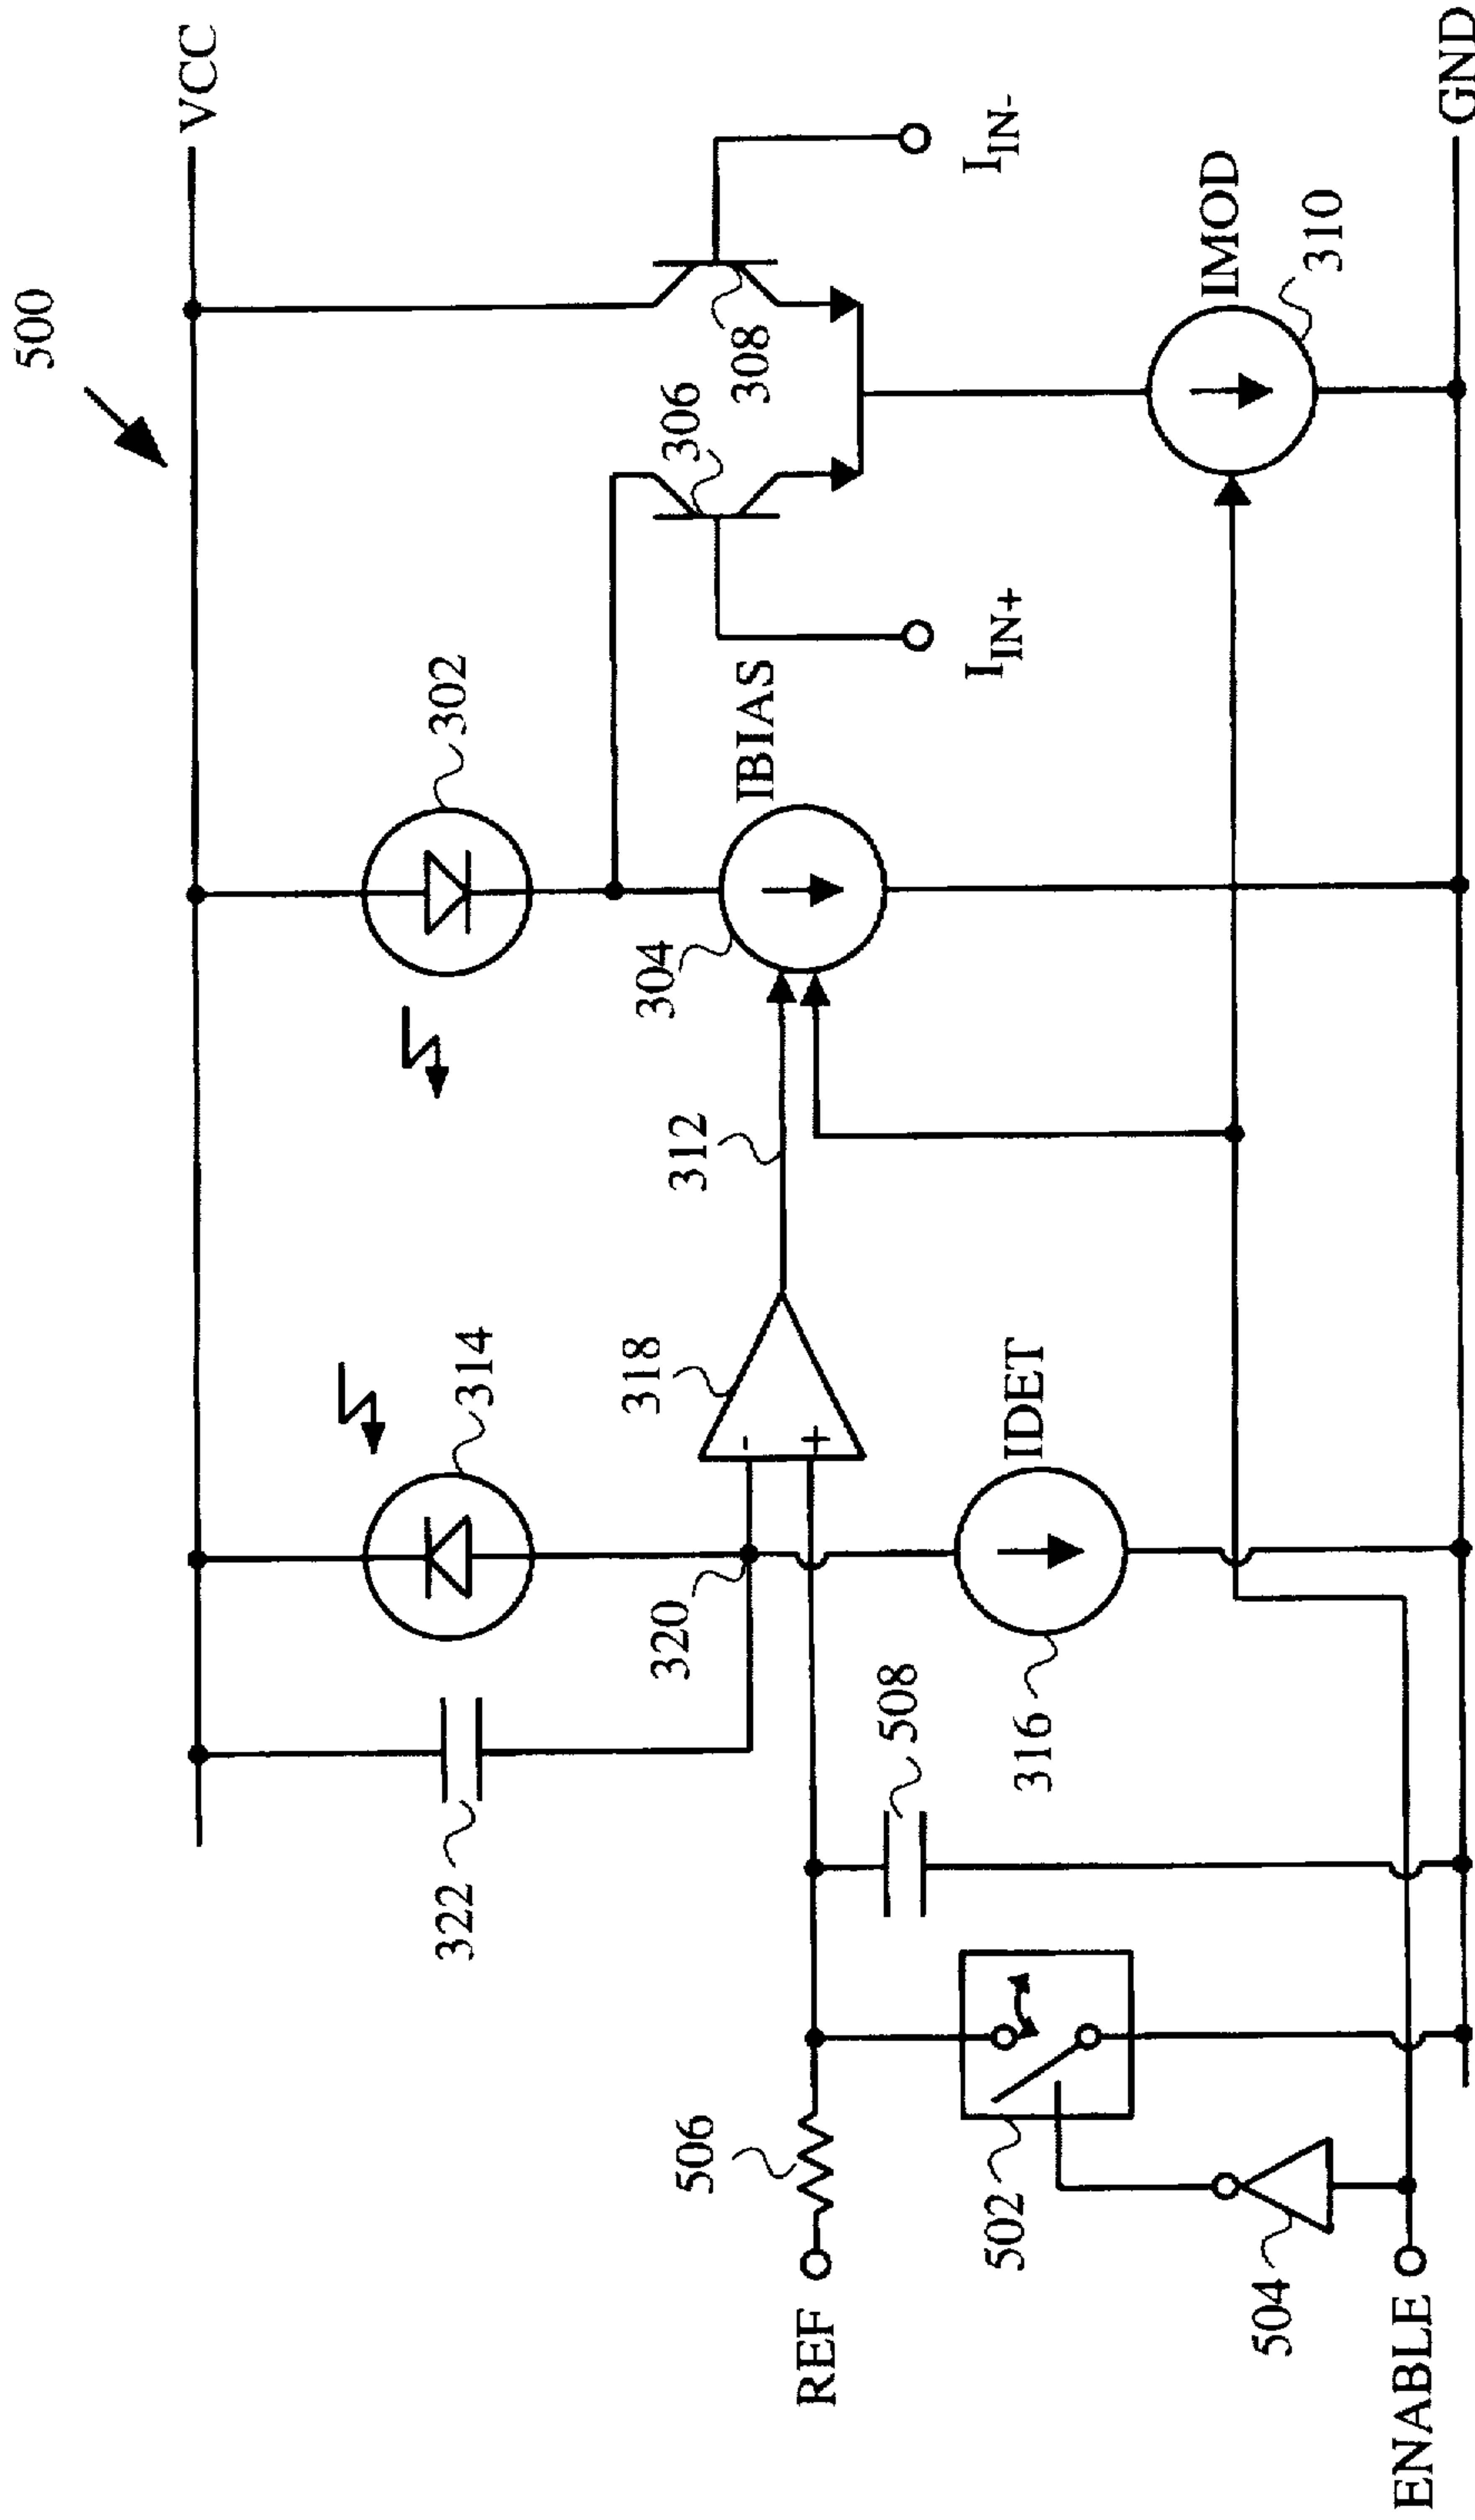 500
VCC
302
314
322
306
308
IBIAS
304
312
318
320
I_IN+
I_IN-
IMOD
310
IDET
316
508
506
REF
502
504
ENABLE
GND
-
+